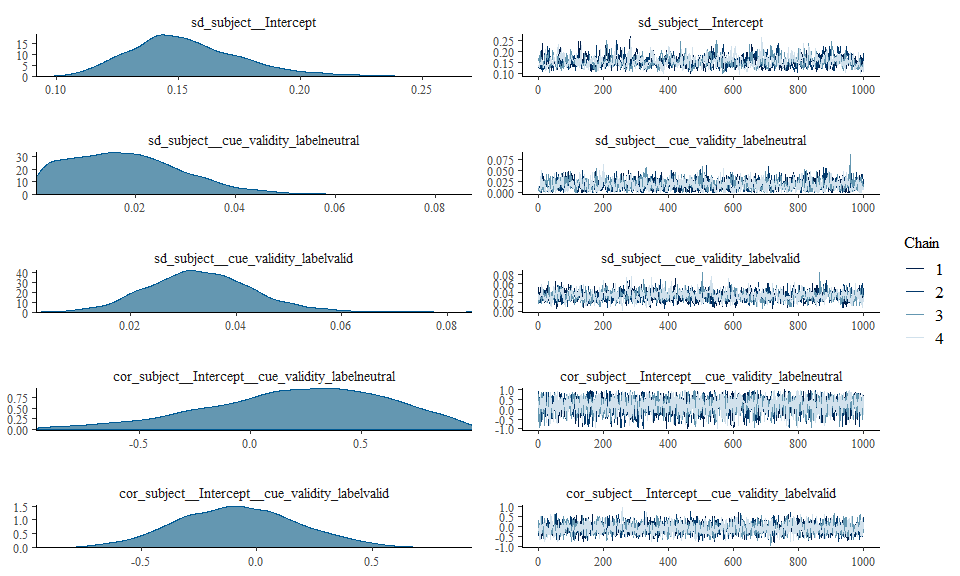 sd_subject__Intercept
15
10
5
0
0.10 0.15 0.20 0.25
sd_subject__Intercept
0.25
0.20
0.15
0.10
0 200 400 600 800 1000
sd_subject__cue_validity_labelneutral
30
20
10
0
0.02 0.04 0.06 0.08
sd_subject__cue_validity_labelneutral
0.075
0.050
0.025
0.000
0 200 400 600 800 1000
sd_subject__cue_validity_labelvalid
40
30
20
10
0
0.02 0.04 0.06 0.08
sd_subject__cue_validity_labelvalid
0.08
0.06
0.04
0.02
0.00
0 200 400 600 800 1000
cor_subject__Intercept__cue_validity_labelneutral
0.75
0.50
0.25
0.00
-0.5 0.0 0.5
cor_subject__Intercept__cue_validity_labelneutral
1.0
0.5
0.0
-0.5
-1.0
0 200 400 600 800 1000
cor_subject__Intercept__cue_validity_labelvalid
1.5
1.0
0.5
0.0
-0.5 0.0 0.5
cor_subject__Intercept__cue_validity_labelvalid
1.0
0.5
0.0
-0.5
-1.0
0 200 400 600 800 1000
Chain
1
2
3
4